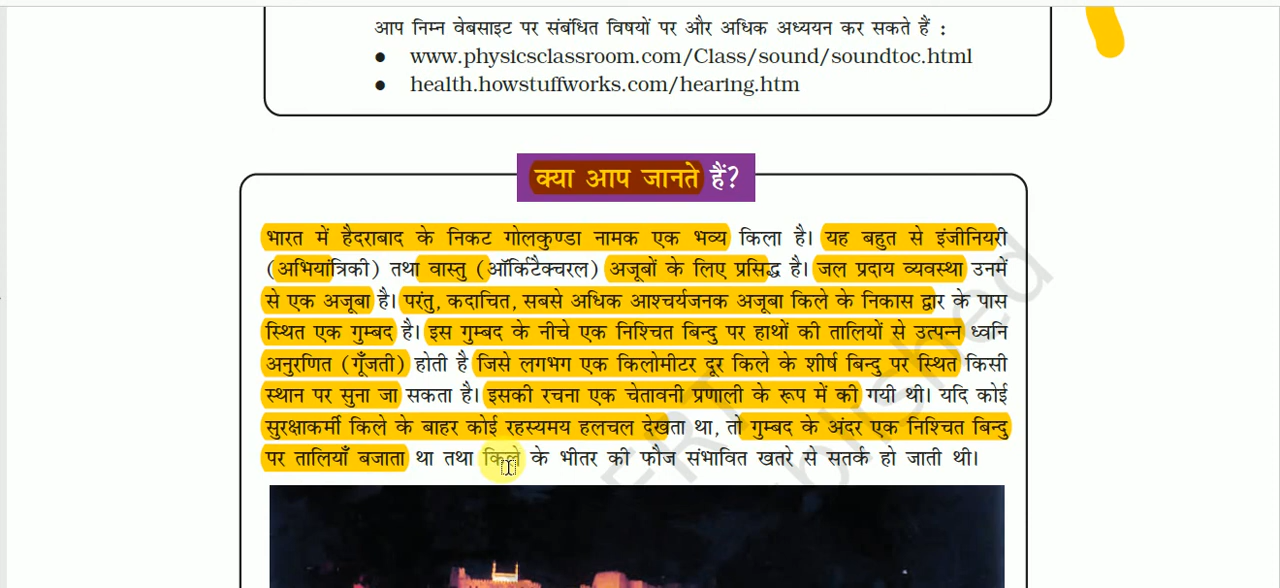 आप निम्न वेबसाइट पर संबंधित विषयों पर और अधिक अध्ययन कर सकते हैं :
● www.physicsclassroom.com/Class/sound/soundtoc.html
● health.howstuffworks.com/hearing.htm
क्या आप जानते हैं?
भारत में हैदराबाद के निकट गोलकुण्डा नामक एक भव्य किला है। यह बहुत से इंजीनियरी
(अभियांत्रिकी) तथा वास्तु (ऑर्किटैक्चरल) अजूबों के लिए प्रसिद्ध है। जल प्रदाय व्यवस्था उनमें
से एक अजूबा है। परंतु, कदाचित, सबसे अधिक आश्चर्यजनक अजूबा किले के निकास द्वार के पास
स्थित एक गुम्बद है। इस गुम्बद के नीचे एक निश्चित बिन्दु पर हाथों की तालियों से उत्पन्न ध्वनि
अनुरणित (गूँजती) होती है जिसे लगभग एक किलोमीटर दूर किले के शीर्ष बिन्दु पर स्थित किसी
स्थान पर सुना जा सकता है। इसकी रचना एक चेतावनी प्रणाली के रूप में की गयी थी। यदि कोई
सुरक्षाकर्मी किले के बाहर कोई रहस्यमय हलचल देखता था, तो गुम्बद के अंदर एक निश्चित बिन्दु
पर तालियाँ बजाता था तथा किले के भीतर की फौज संभावित खतरे से सतर्क हो जाती थी।